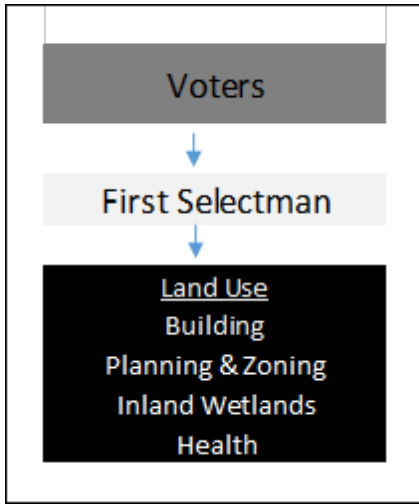 Voters
First Selectman
Land Use
Building
Planning & Zoning
Inland Wetlands
Health